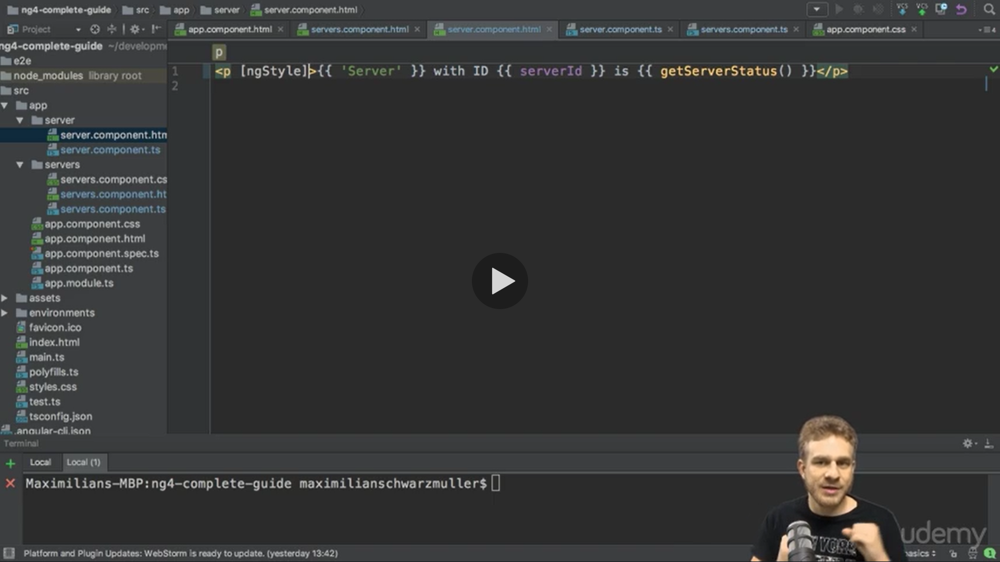 ng4-complete-guide src app server server.component.html
Project
app.component.html servers.component.html server.component.html server.component.ts servers.component.ts app.component.css 4
ng4-complete-guide ~/developme
e2e
node_modules library root
src
app
server
server.component.htm
server.component.ts
servers
servers.component.cs
servers.component.ht
servers.component.ts
app.component.css
app.component.html
app.component.spec.ts
app.component.ts
app.module.ts
assets
environments
favicon.ico
index.html
main.ts
polyfills.ts
styles.css
test.ts
tsconfig.json
.angular-cli.json
p
1 <p [ngStyle]>{{ 'Server' }} with ID {{ serverId }} is {{ getServerStatus() }}</p>
2
Terminal
Local Local (1)
Maximilians-MBP:ng4-complete-guide maximilianschwarzmuller$
NEW YORK
udemy
Platform and Plugin Updates: WebStorm is ready to update. (yesterday 13:42)
basics 1